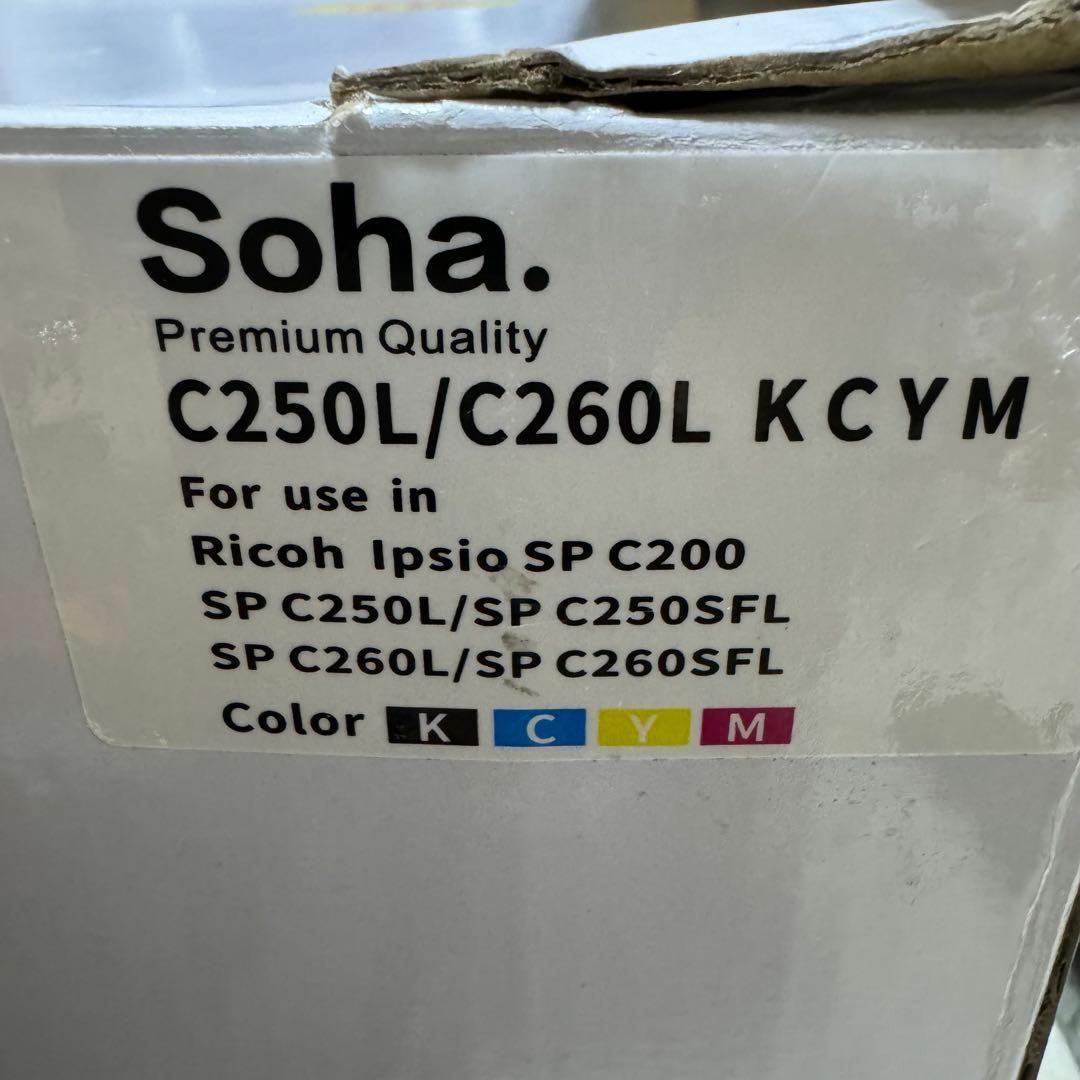 Soha.
Premium Quality
C250L/C260L K C Y M
For use in
Ricoh Ipsio SP C200
SP C250L/SP C250SFL
SP C260L/SP C260SFL
Color K C Y M